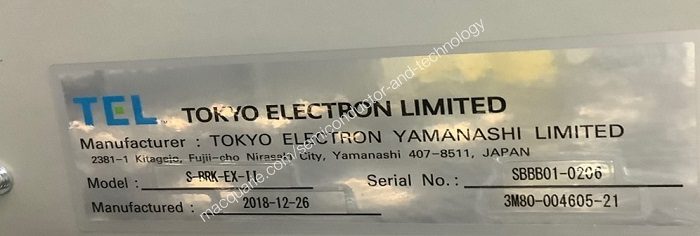 TEL TOKYO ELECTRON LIMITED
Manufacturer : TOKYO ELECTRON YAMANASHI LIMITED
2381-1 Kitagejo, Fujii-cho Nirasaki City, Yamanashi 407-8511, JAPAN
Model : S-RRK-EX-II Serial No. : SBBB01-0206
Manufactured : 2018-12-26 3M80-004605-21
macquarie.com/semiconductor-and-technology